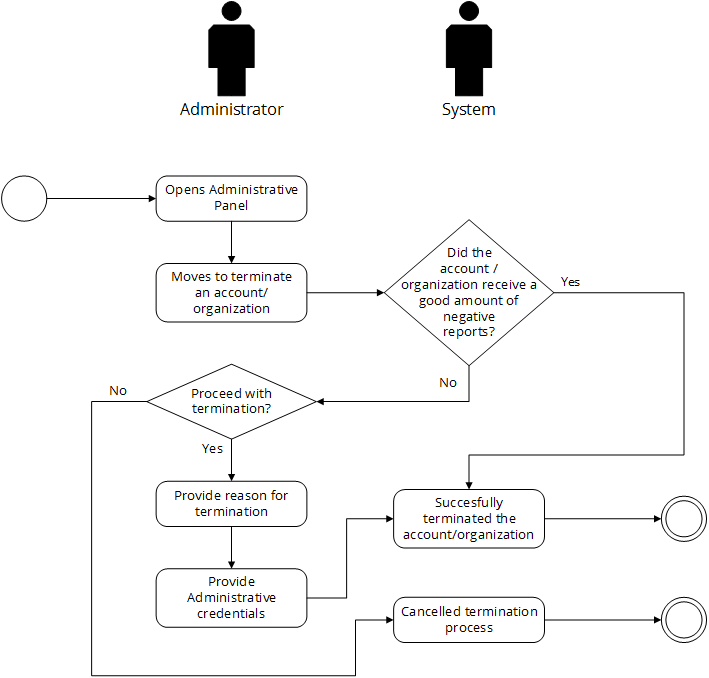 Administrator
System
Opens Administrative
Panel
Moves to terminate
an account/
organization
Did the
account /
organization receive a
good amount of
negative
reports?
Yes
No
Proceed with
termination?
No
Yes
Provide reason for
termination
Succesfully
terminated the
account/organization
Provide
Administrative
credentials
Cancelled termination
process